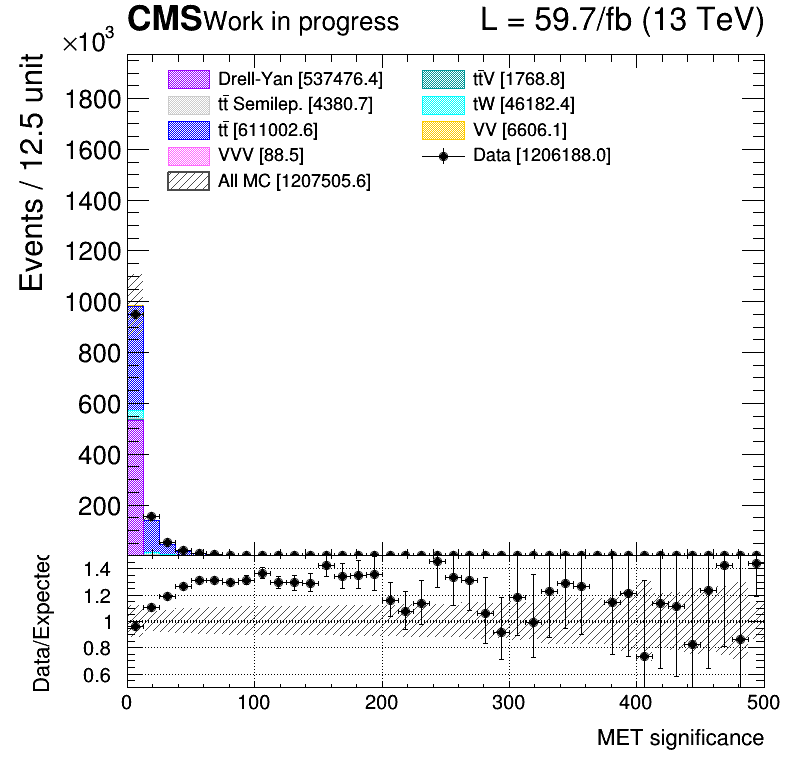 CMS Work in progress L = 59.7/fb (13 TeV)
×10³
Events / 12.5 unit
1800
1600
1400
1200
1000
800
600
400
200
Drell-Yan [537476.4]
tt̄ Semilep. [4380.7]
tt̄ [611002.6]
VVV [88.5]
All MC [1207505.6]
tt̄V [1768.8]
tW [46182.4]
VV [6606.1]
Data [1206188.0]
Data/Expected
1.4
1.2
1
0.8
0.6
0 100 200 300 400 500
MET significance